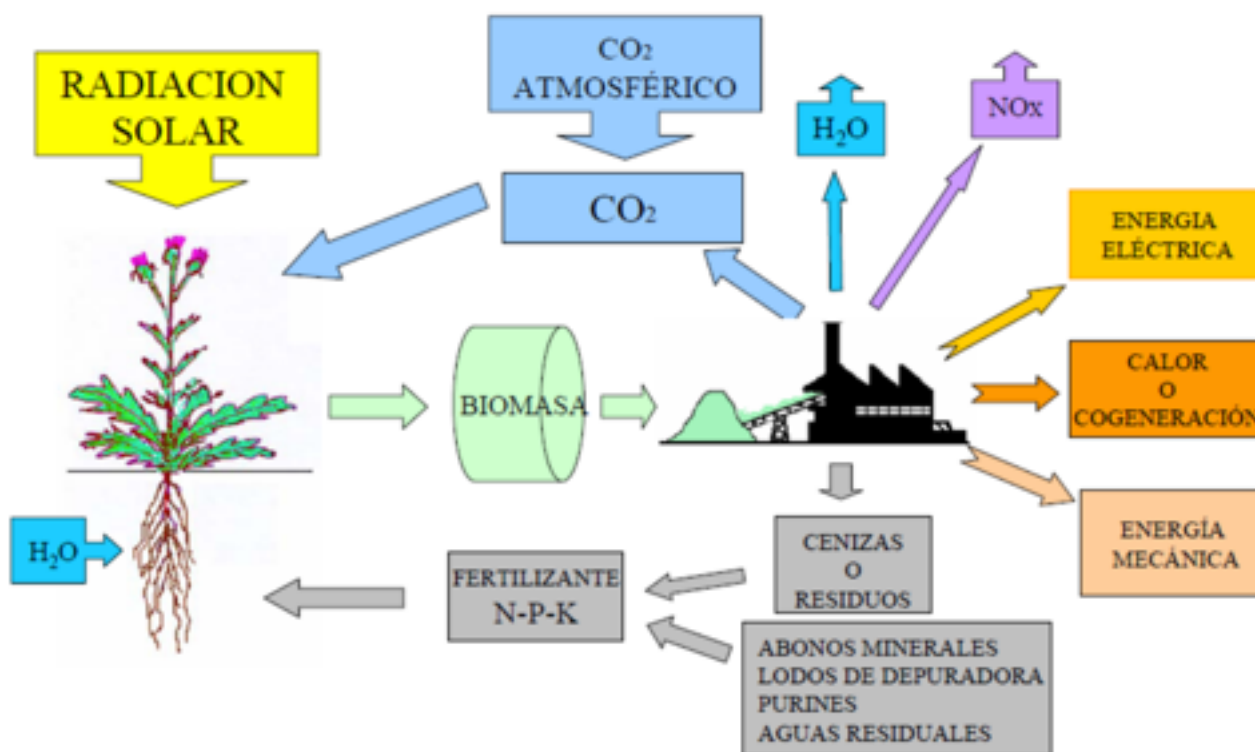 RADIACION
SOLAR
CO₂
ATMOSFÉRICO
H₂O
NOx
CO₂
ENERGIA
ELÉCTRICA
BIOMASA
CALOR
O
COGENERACIÓN
H₂O
FERTILIZANTE
N-P-K
CENIZAS
O
RESIDUOS
ENERGÍA
MECÁNICA
ABONOS MINERALES
LODOS DE DEPURADORA
PURINES
AGUAS RESIDUALES